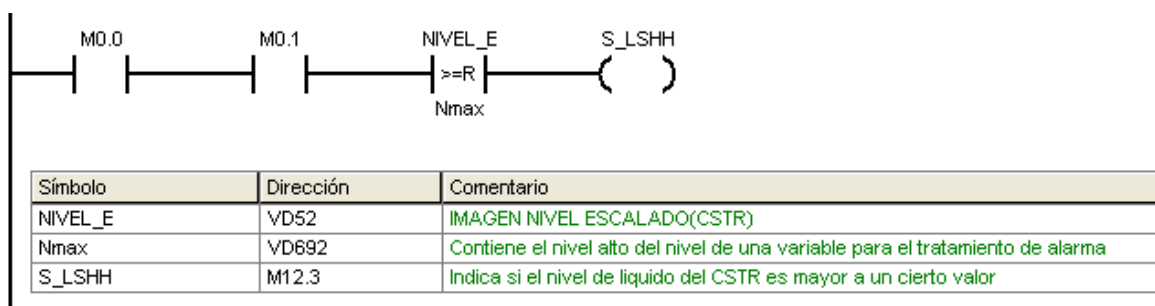 M0.0 M0.1 NIVEL_E S_LSHH
>=R
Nmax
Símbolo Dirección Comentario
NIVEL_E VD52 IMAGEN NIVEL ESCALADO(CSTR)
Nmax VD692 Contiene el nivel alto del nivel de una variable para el tratamiento de alarma
S_LSHH M12.3 Indica si el nivel de liquido del CSTR es mayor a un cierto valor